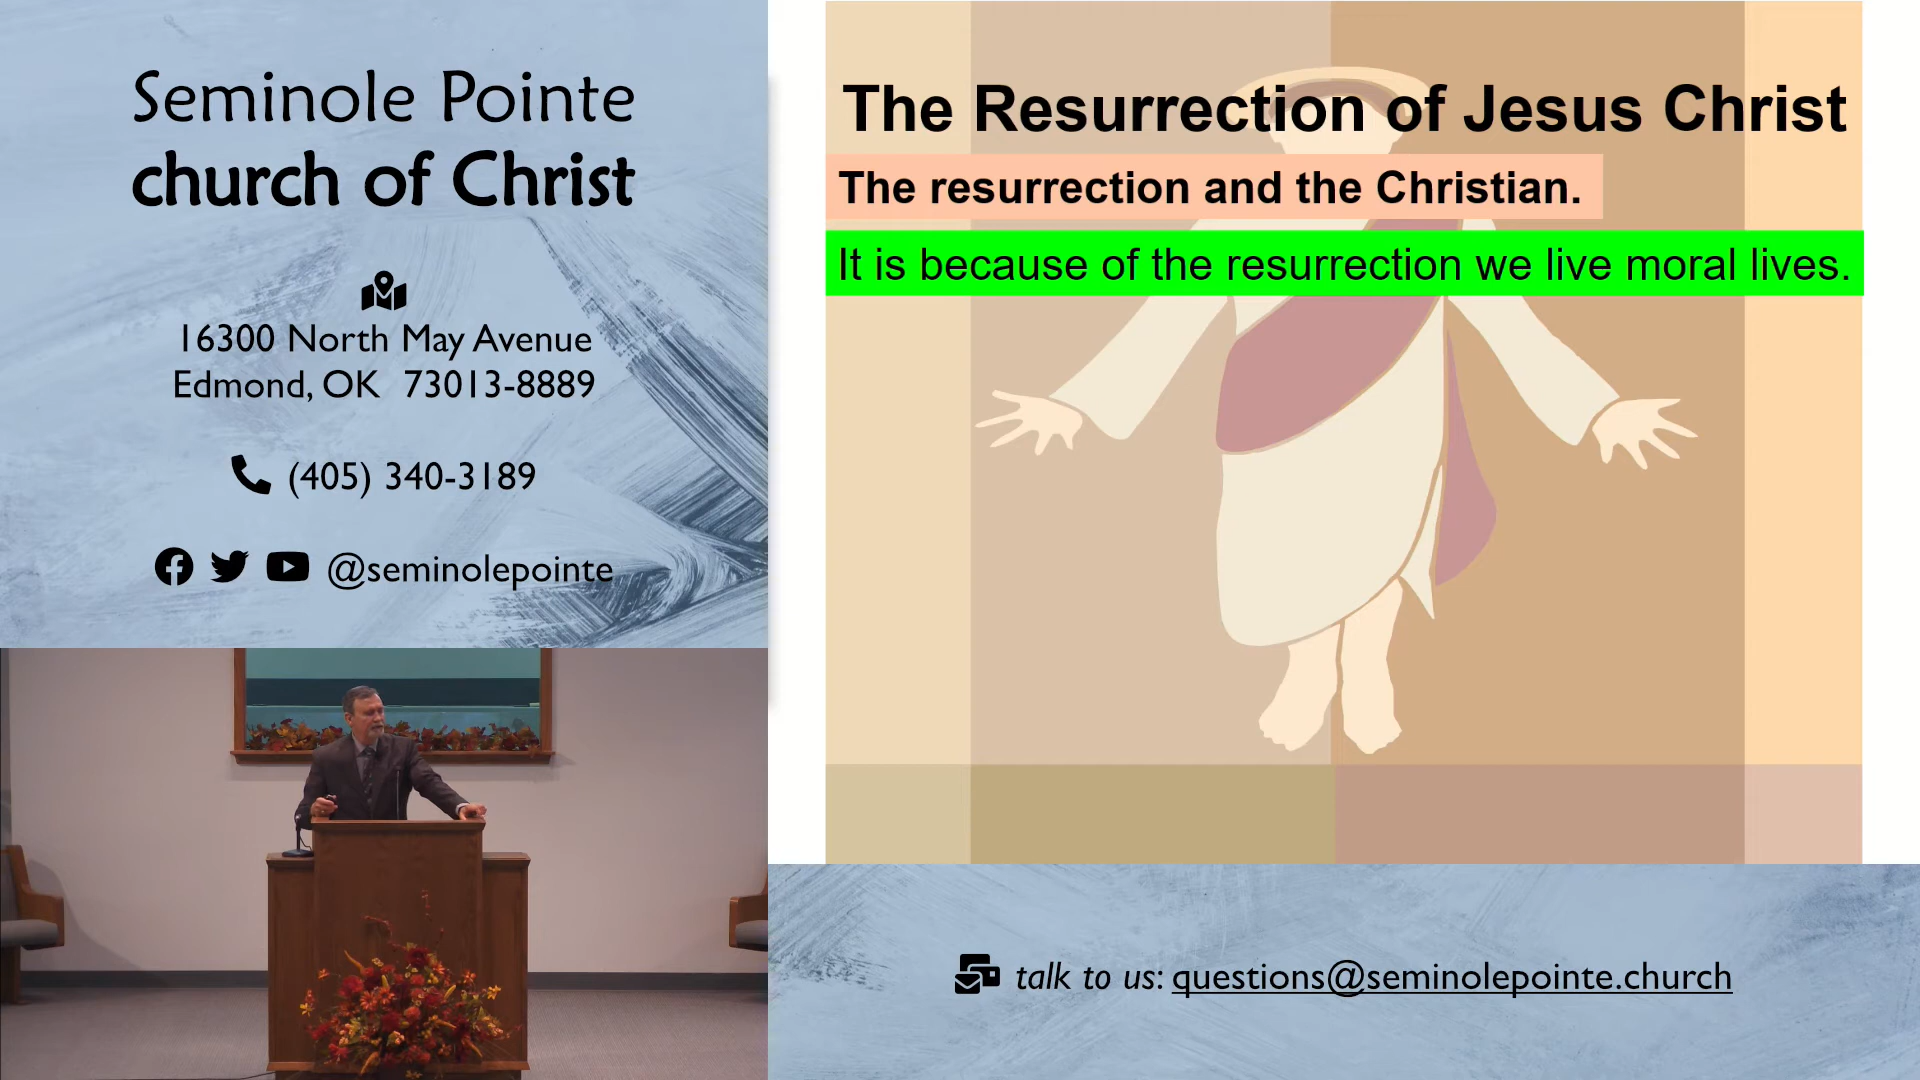 Seminole Pointe
church of Christ
16300 North May Avenue
Edmond, OK 73013-8889
(405) 340-3189
@seminolepointe
The Resurrection of Jesus Christ
The resurrection and the Christian.
It is because of the resurrection we live moral lives.
talk to us: questions@seminolepointe.church